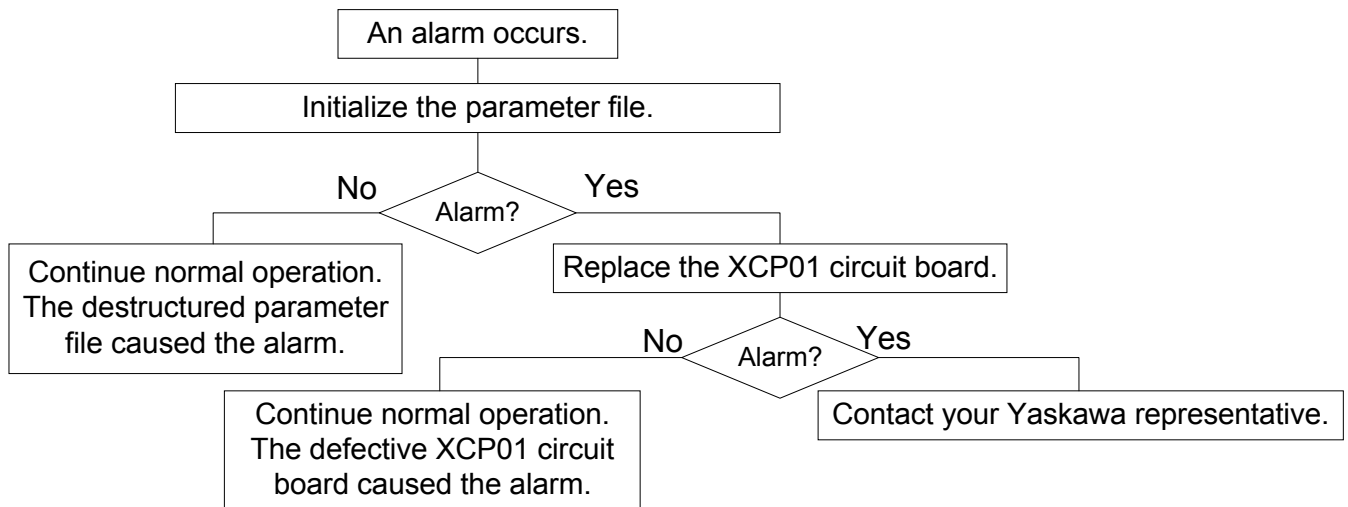 An alarm occurs.
Initialize the parameter file.
No
Yes
Alarm?
Continue normal operation.
The destructured parameter
file caused the alarm.
Replace the XCP01 circuit board.
No
Yes
Alarm?
Continue normal operation.
The defective XCP01 circuit
board caused the alarm.
Contact your Yaskawa representative.